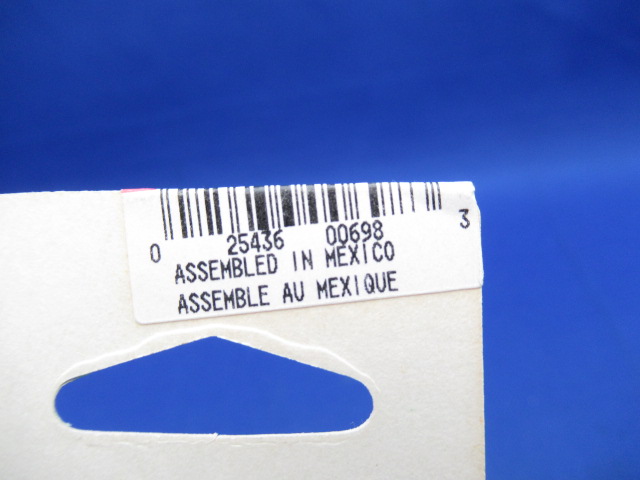 0 25436 00698 3
ASSEMBLED IN MEXICO
ASSEMBLE AU MEXIQUE